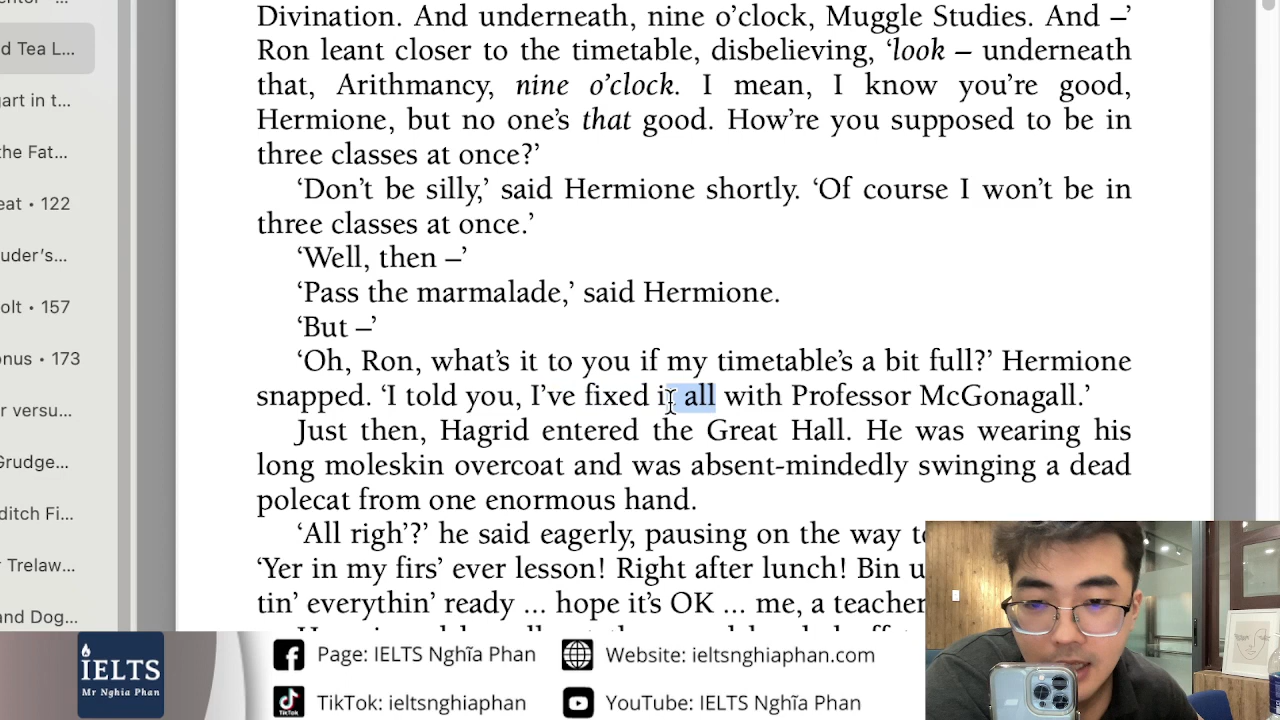 Divination. And underneath, nine o’clock, Muggle Studies. And –’
Ron leant closer to the timetable, disbelieving, ‘look – underneath
that, Arithmancy, nine o’clock. I mean, I know you’re good,
Hermione, but no one’s that good. How’re you supposed to be in
three classes at once?’
‘Don’t be silly,’ said Hermione shortly. ‘Of course I won’t be in
three classes at once.’
‘Well, then –’
‘Pass the marmalade,’ said Hermione.
‘But –’
‘Oh, Ron, what’s it to you if my timetable’s a bit full?’ Hermione
snapped. ‘I told you, I’ve fixed it all with Professor McGonagall.’
Just then, Hagrid entered the Great Hall. He was wearing his
long moleskin overcoat and was absent-mindedly swinging a dead
polecat from one enormous hand.
‘All righ’?’ he said eagerly, pausing on the way
‘Yer in my firs’ ever lesson! Right after lunch! Bin
tin’ everythin’ ready ... hope it’s OK ... me, a teacher
d Tea L...
gart in t...
the Fat...
eat • 122
uder’s...
olt • 157
onus • 173
r versu...
Grudge...
ditch Fi...
r Trelaw...
and Dog...
IELTS
Mr Nghia Phan
Page: IELTS Nghĩa Phan
Website: ieltsnghiaphan.com
TikTok: ieltsnghiaphan
YouTube: IELTS Nghĩa Phan